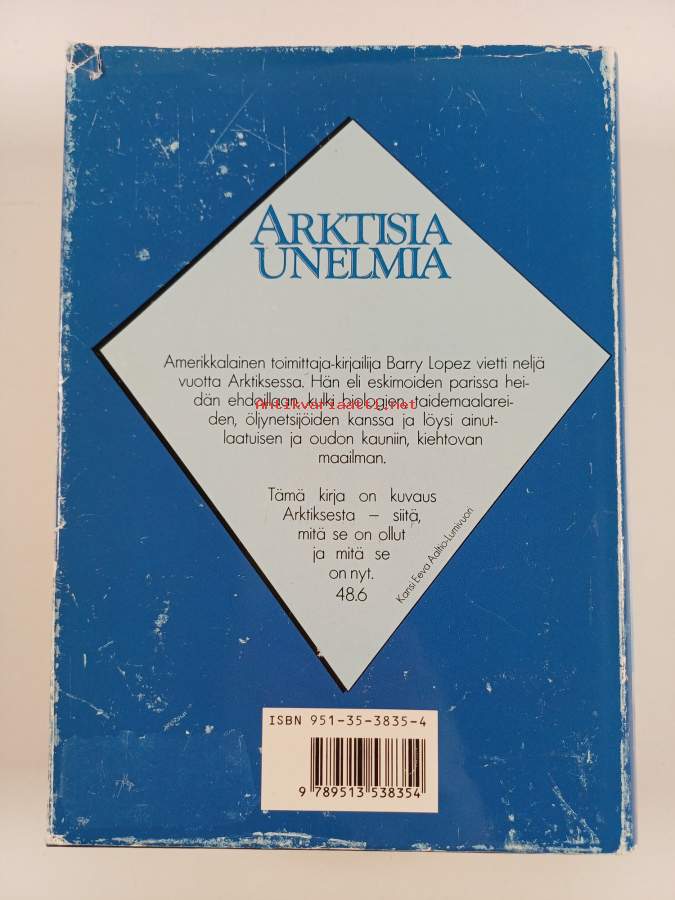 ARKTISIA
UNELMIA
Amerikkalainen toimittaja-kirjailija Barry Lopez vietti neljä
vuotta Arktiksessa. Hän eli eskimoiden parissa hei-
dän ehdoillaan, kulki biologien, taidemaalarei-
Antikvariaatti.net
den, öljynetsijöiden kanssa ja löysi ainut-
laatuisen ja oudon kauniin, kiehtovan
maailman.
Tämä kirja on kuvaus
Arktiksesta – siitä,
mitä se on ollut
ja mitä se
on nyt.
48.6
Kansi Eeva Aaltio-Lumivuori
ISBN 951-35-3835-4
9 789513 538354